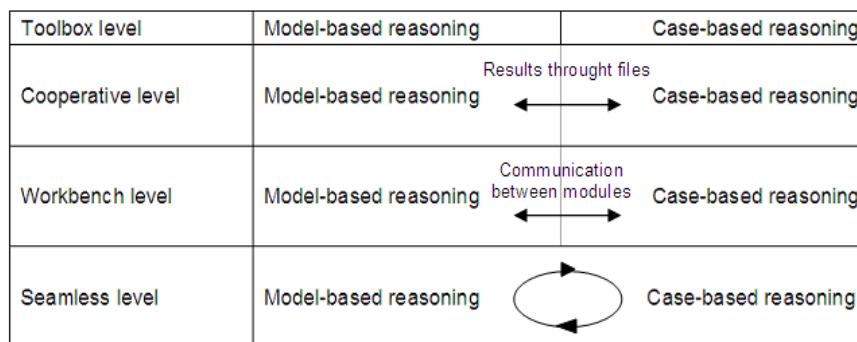 Toolbox level Model-based reasoning Case-based reasoning
Results throught files
Cooperative level Model-based reasoning Case-based reasoning
Communication
between modules
Workbench level Model-based reasoning Case-based reasoning
Seamless level Model-based reasoning Case-based reasoning